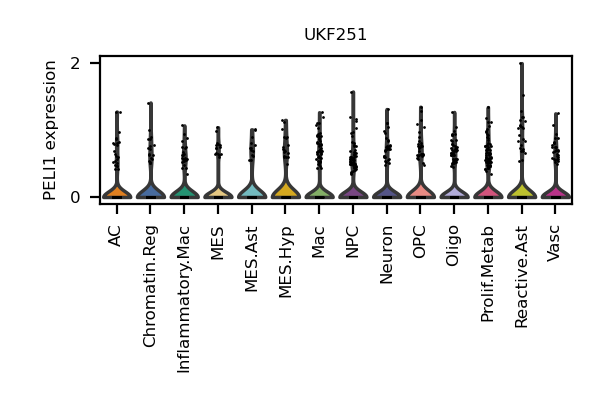 UKF251
PELI1 expression
2
0
AC
Chromatin.Reg
Inflammatory.Mac
MES
MES.Ast
MES.Hyp
Mac
NPC
Neuron
OPC
Oligo
Prolif.Metab
Reactive.Ast
Vasc